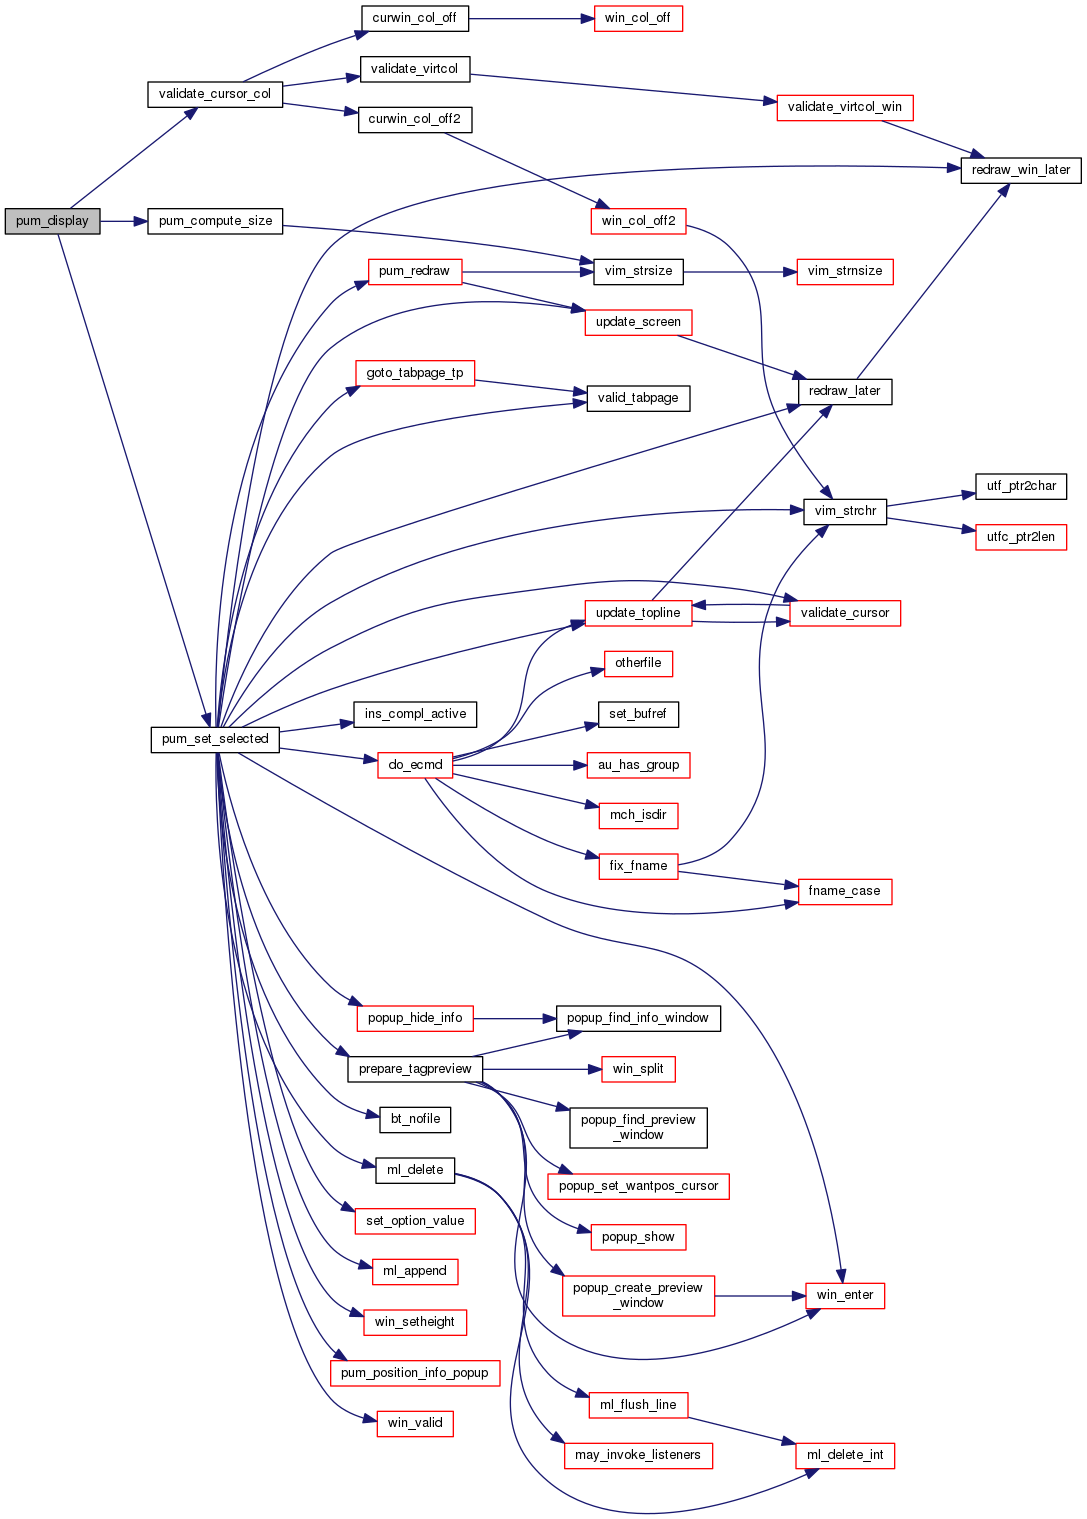 curwin_col_off
win_col_off
validate_virtcol
validate_cursor_col
validate_virtcol_win
curwin_col_off2
redraw_win_later
pum_display
pum_compute_size
win_col_off2
pum_redraw
vim_strsize
vim_strnsize
update_screen
goto_tabpage_tp
valid_tabpage
redraw_later
utf_ptr2char
vim_strchr
utfc_ptr2len
update_topline
validate_cursor
otherfile
ins_compl_active
set_bufref
pum_set_selected
do_ecmd
au_has_group
mch_isdir
fix_fname
fname_case
popup_hide_info
popup_find_info_window
prepare_tagpreview
win_split
popup_find_preview
_window
bt_nofile
ml_delete
popup_set_wantpos_cursor
set_option_value
popup_show
ml_append
popup_create_preview
_window
win_enter
win_setheight
pum_position_info_popup
ml_flush_line
win_valid
may_invoke_listeners
ml_delete_int